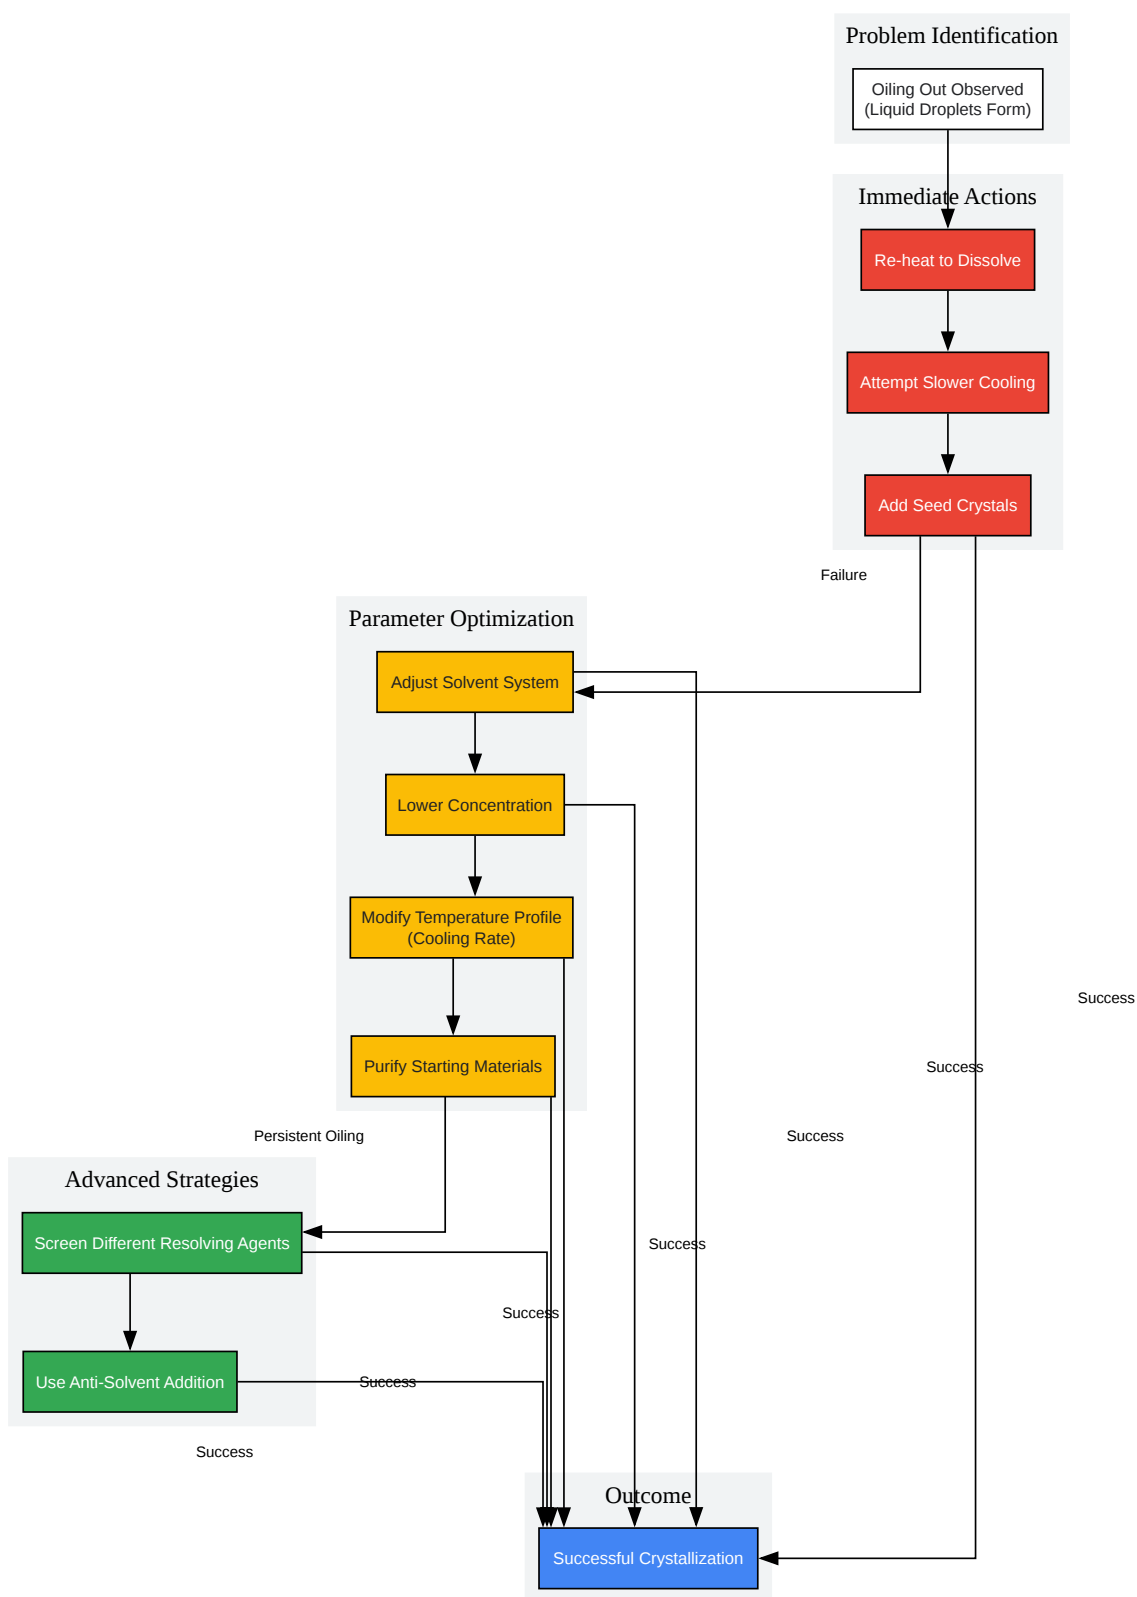 Problem Identification
Oiling Out Observed
(Liquid Droplets Form)
Immediate Actions
Re-heat to Dissolve
Attempt Slower Cooling
Add Seed Crystals
Failure
Parameter Optimization
Adjust Solvent System
Lower Concentration
Modify Temperature Profile
(Cooling Rate)
Success
Purify Starting Materials
Success
Persistent Oiling
Success
Advanced Strategies
Screen Different Resolving Agents
Success
Success
Use Anti-Solvent Addition
Success
Success
Outcome
Successful Crystallization